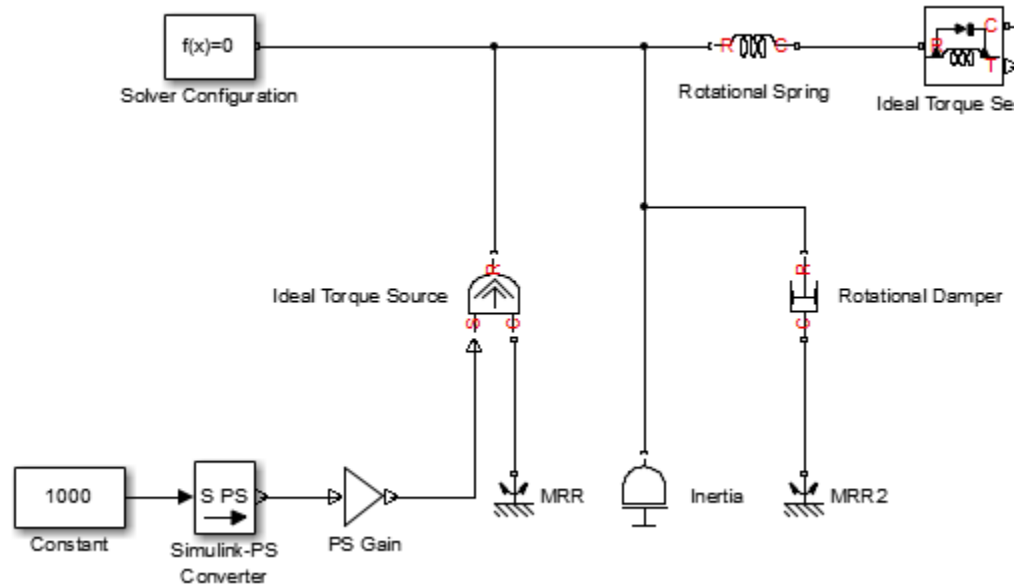 f(x)=0
Solver Configuration
R
C
Rotational Spring
R
C
T
Ideal Torque Se
Ideal Torque Source
R
S
C
R
C
Rotational Damper
1000
Constant
S PS
Simulink-PS
Converter
PS Gain
MRR
Inertia
MRR2